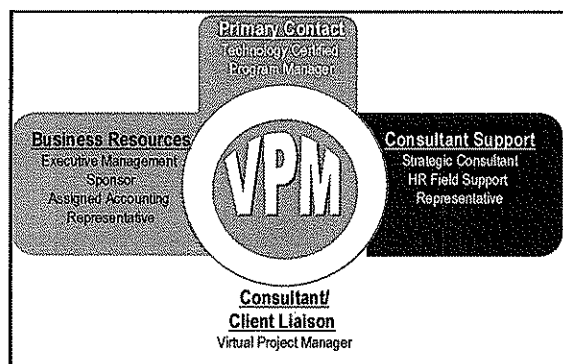 Primary Contact
Technology Certified
Program Manager
Business Resources
Executive Management
Sponsor
Assigned Accounting
Representative
VPM
Consultant Support
Strategic Consultant
HR Field Support
Representative
Consultant/
Client Liaison
Virtual Project Manager